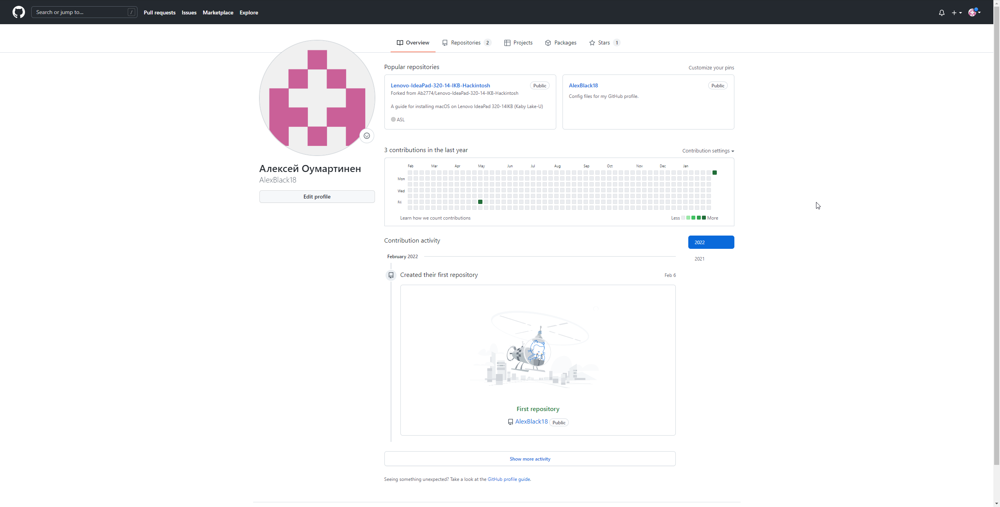 Search or jump to... /
Pull requests Issues Marketplace Explore
Overview Repositories 2 Projects Packages Stars 1
Алексей Оумартинен
AlexBlack18
Edit profile
Popular repositories Customize your pins
Lenovo-IdeaPad-320-14-IKB-Hackintosh Public
Forked from Ab2774/Lenovo-IdeaPad-320-14-IKB-Hackintosh
A guide for installing macOS on Lenovo IdeaPad 320-14IKB (Kaby Lake-U)
ASL
AlexBlack18 Public
Config files for my GitHub profile.
3 contributions in the last year Contribution settings
Feb Mar Apr May Jun Jul Aug Sep Oct Nov Dec Jan
Mon
Wed
Fri
Learn how we count contributions Less More
Contribution activity
2022
2021
February 2022
Created their first repository Feb 6
First repository
AlexBlack18 Public
Show more activity
Seeing something unexpected? Take a look at the GitHub profile guide.